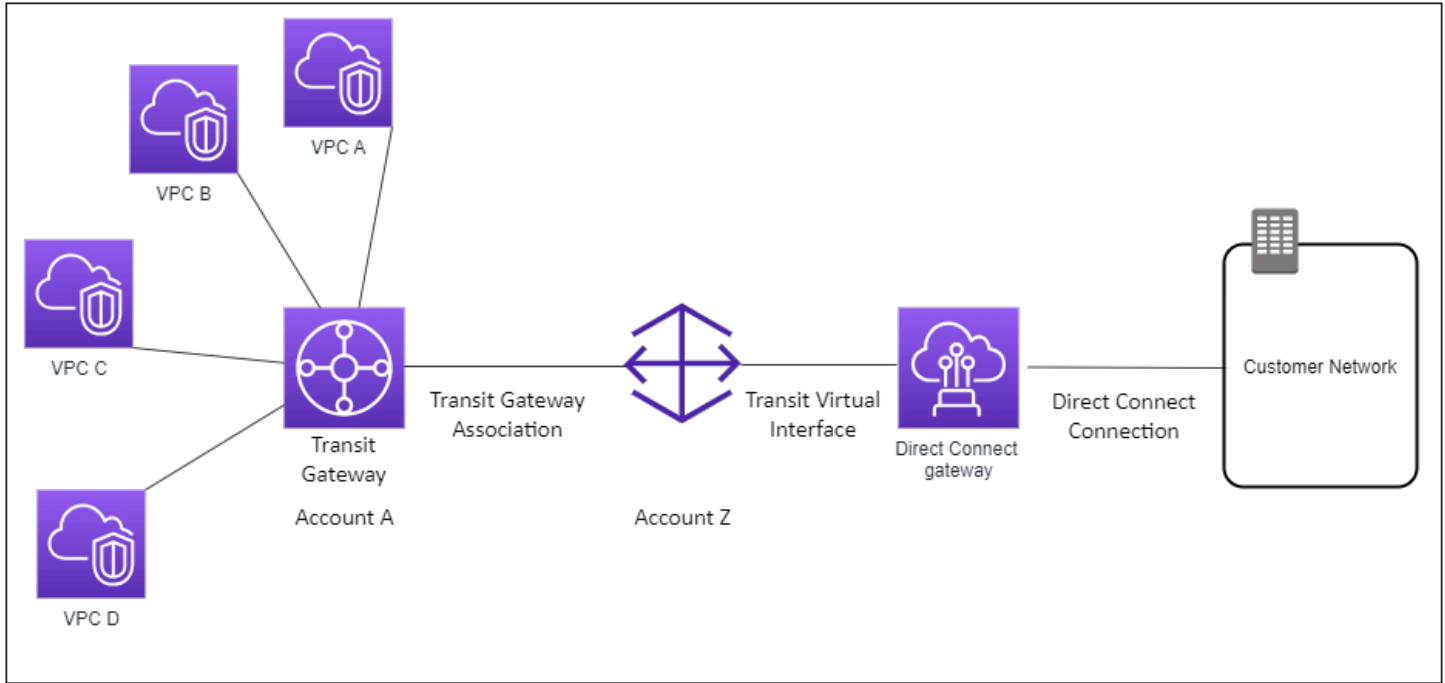 VPC A
VPC B
VPC C
VPC D
Transit
Gateway
Account A
Transit Gateway
Association
Account Z
Transit Virtual
Interface
Direct Connect
gateway
Direct Connect
Connection
Customer Network